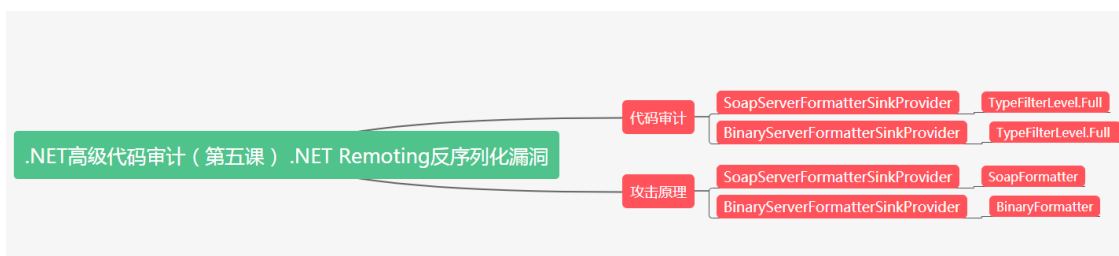 .NET高级代码审计（第五课） .NET Remoting反序列化漏洞
代码审计
SoapServerFormatterSinkProvider
TypeFilterLevel.Full
BinaryServerFormatterSinkProvider
TypeFilterLevel.Full
攻击原理
SoapServerFormatterSinkProvider
SoapFormatter
BinaryServerFormatterSinkProvider
BinaryFormatter